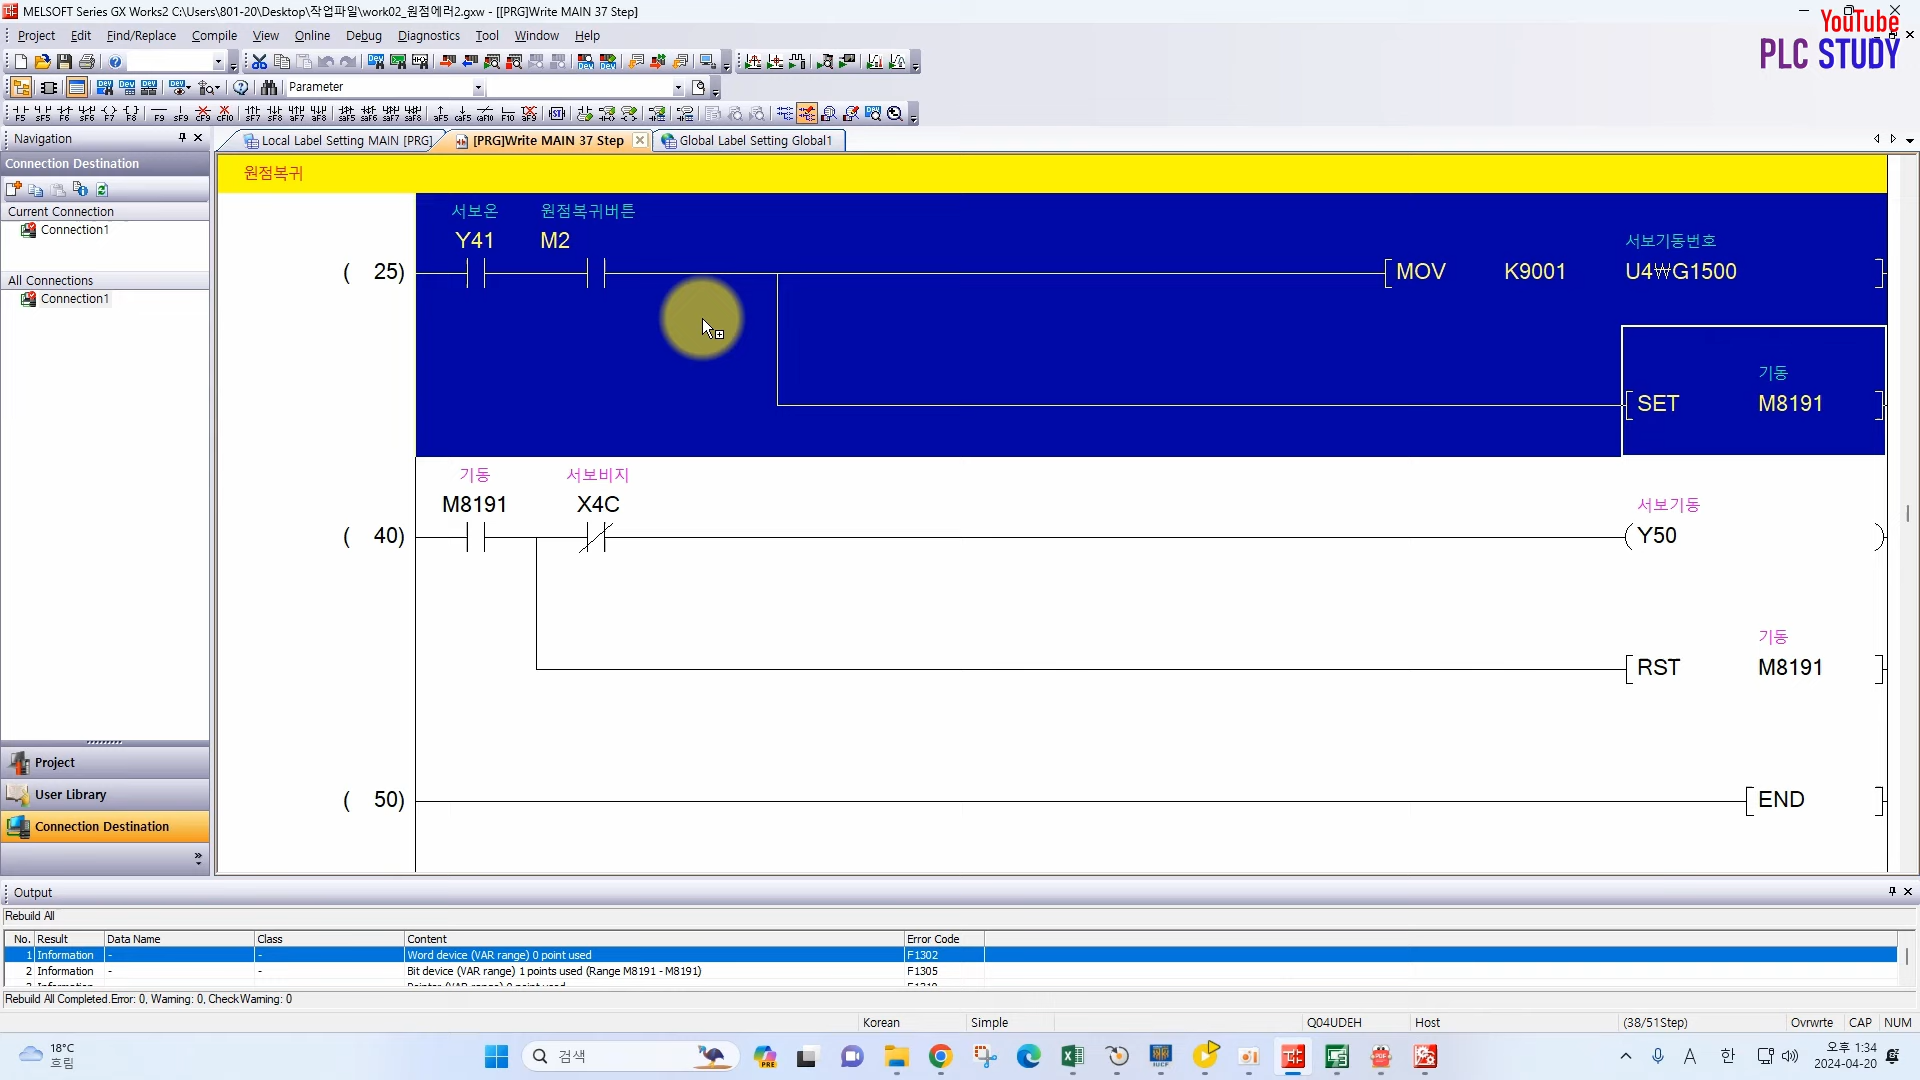 MELSOFT Series GX Works2 C:\Users\801-20\Desktop\작업파일\work02_원점에러2.gxw - [[PRG]Write MAIN 37 Step]
YouTube
PLC STUDY
Project Edit Find/Replace Compile View Online Debug Diagnostics Tool Window Help
Parameter
Navigation
Local Label Setting MAIN [PRG] [PRG]Write MAIN 37 Step Global Label Setting Global1
Connection Destination
Current Connection
Connection1
All Connections
Connection1
Project
User Library
Connection Destination
원점복귀
서보온 원점복귀버튼
Y41 M2
서보기동번호
( 25) MOV K9001 U4₩G1500
기동
SET M8191
기동 서보비지
M8191 X4C
서보기동
( 40) Y50
기동
RST M8191
( 50) END
Output
Rebuild All
No. Result Data Name Class Content Error Code
1 Information - - Word device (VAR range) 0 point used F1302
2 Information - - Bit device (VAR range) 1 points used (Range M8191 - M8191) F1305
Rebuild All Completed.Error: 0, Warning: 0, CheckWarning: 0
Korean Simple Q04UDEH Host (38/51Step) Ovrwrte CAP NUM
18°C
흐림
검색
A 한
오후 1:34
2024-04-20